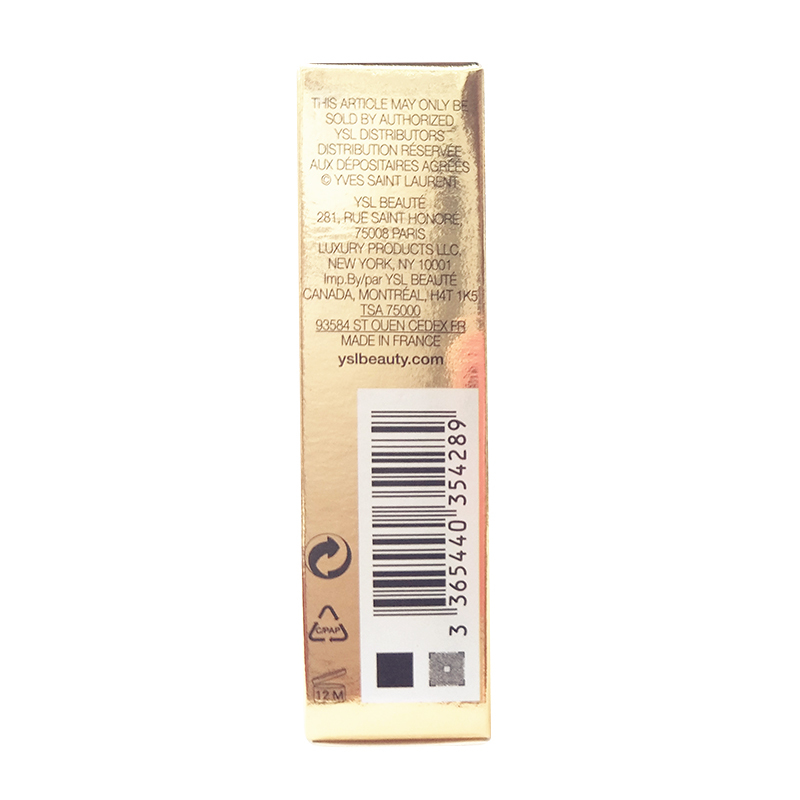 THIS ARTICLE MAY ONLY BE
SOLD BY AUTHORIZED
YSL DISTRIBUTORS
DISTRIBUTION RÉSERVÉE
AUX DÉPOSITAIRES AGRÉÉS
© YVES SAINT LAURENT
YSL BEAUTÉ
281, RUE SAINT HONORÉ,
75008 PARIS
LUXURY PRODUCTS LLC,
NEW YORK, NY 10001
Imp.By/par YSL BEAUTÉ
CANADA, MONTRÉAL, H4T 1K5
TSA 75000
93584 ST OUEN CEDEX FR
MADE IN FRANCE
yslbeauty.com
3 365440 354289
C/PAP
12 M